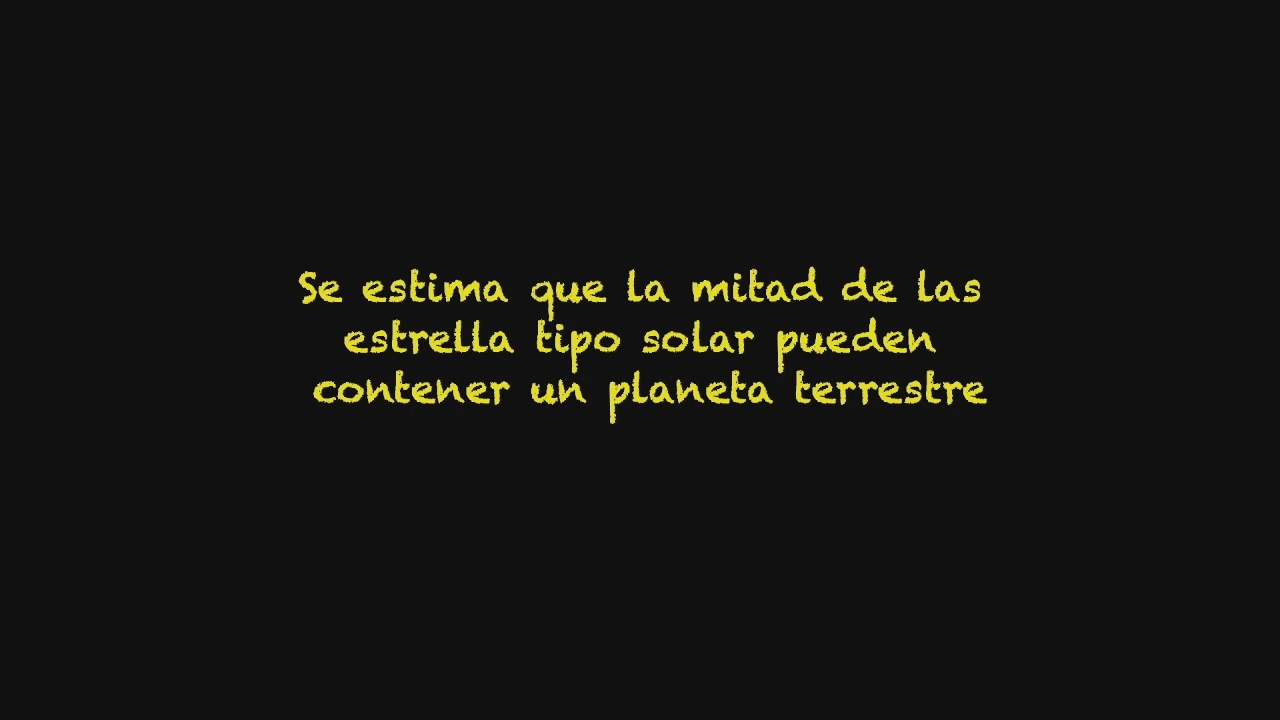 Se estima que la mitad de las
estrella tipo solar pueden
contener un planeta terrestre